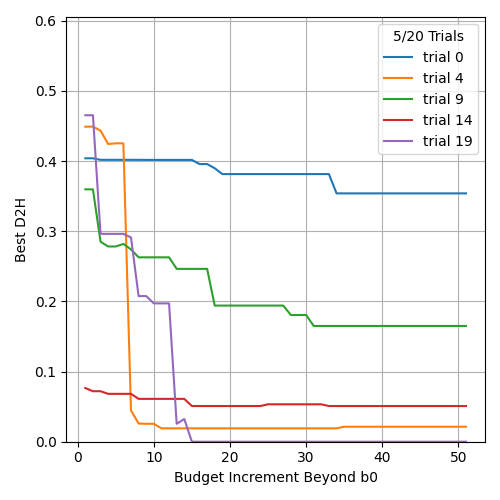 0.6
0.5
0.4
0.3
0.2
0.1
0.0
Best D2H
5/20 Trials
trial 0
trial 4
trial 9
trial 14
trial 19
0 10 20 30 40 50
Budget Increment Beyond b0